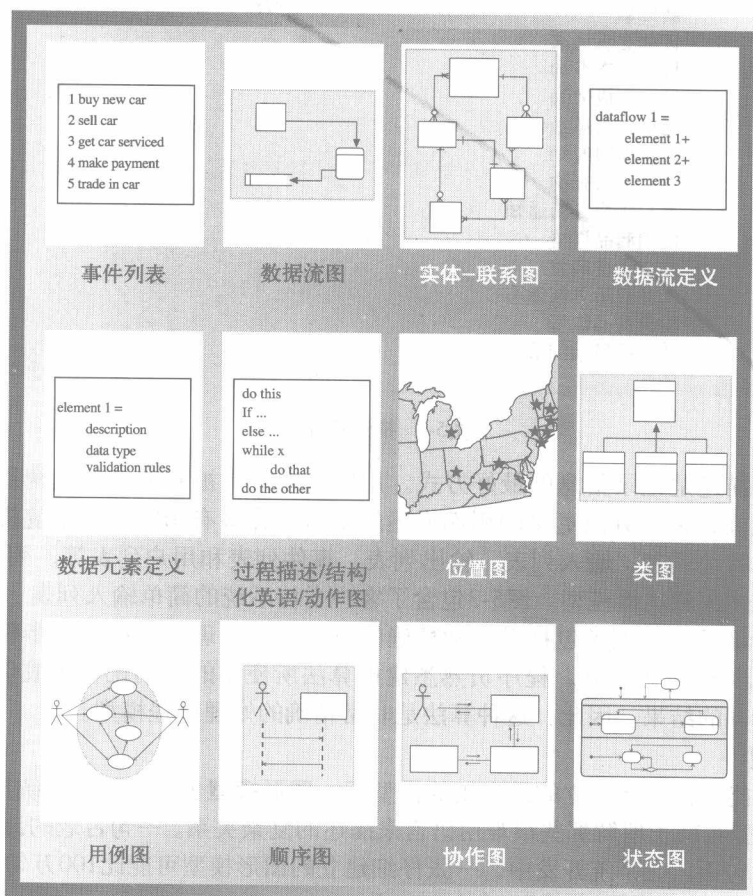 1 buy new car
2 sell car
3 get car serviced
4 make payment
5 trade in car
事件列表
数据流图
实体-联系图
dataflow 1 =
element 1+
element 2+
element 3
数据流定义
element 1 =
description
data type
validation rules
数据元素定义
do this
If ...
else ...
while x
do that
do the other
过程描述/结构
化英语/动作图
位置图
类图
用例图
顺序图
协作图
状态图